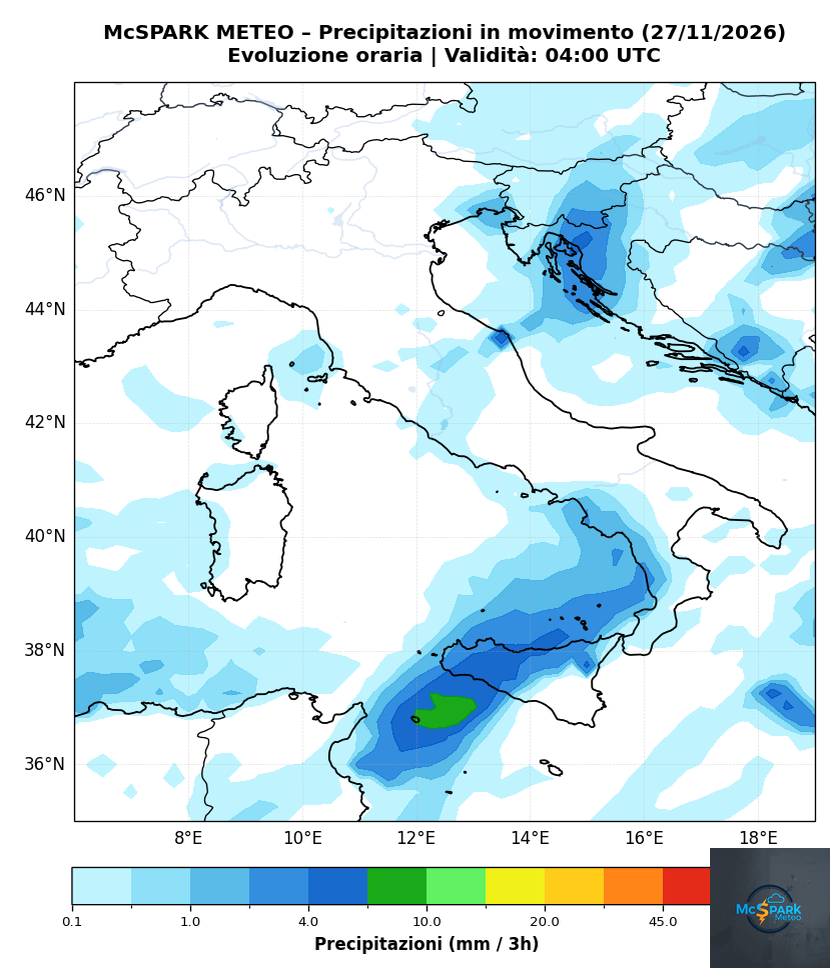 McSPARK METEO – Precipitazioni in movimento (27/11/2026)
Evoluzione oraria | Validità: 04:00 UTC
46°N
44°N
42°N
40°N
38°N
36°N
8°E 10°E 12°E 14°E 16°E 18°E
0.1 1.0 4.0 10.0 20.0 45.0
Precipitazioni (mm / 3h)
McSPARK
Meteo